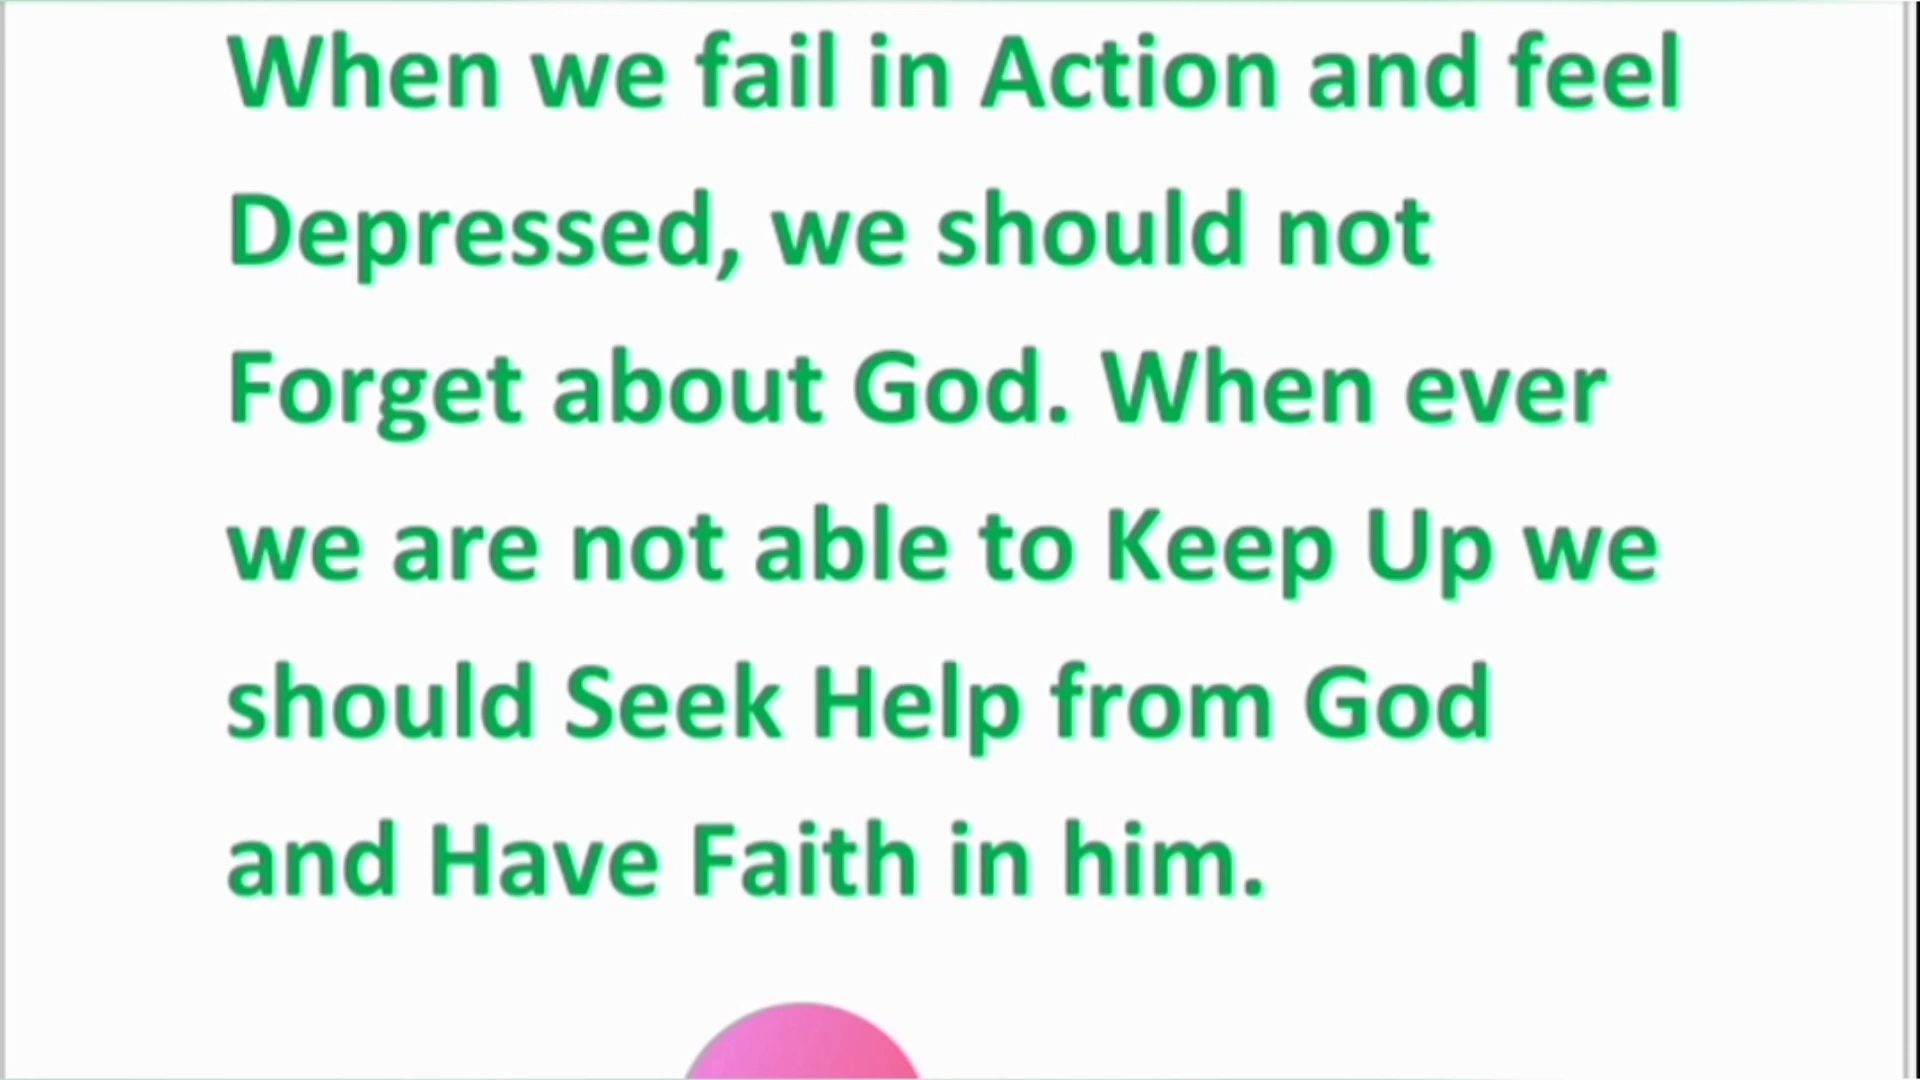 When we fail in Action and feel
Depressed, we should not
Forget about God. When ever
we are not able to Keep Up we
should Seek Help from God
and Have Faith in him.